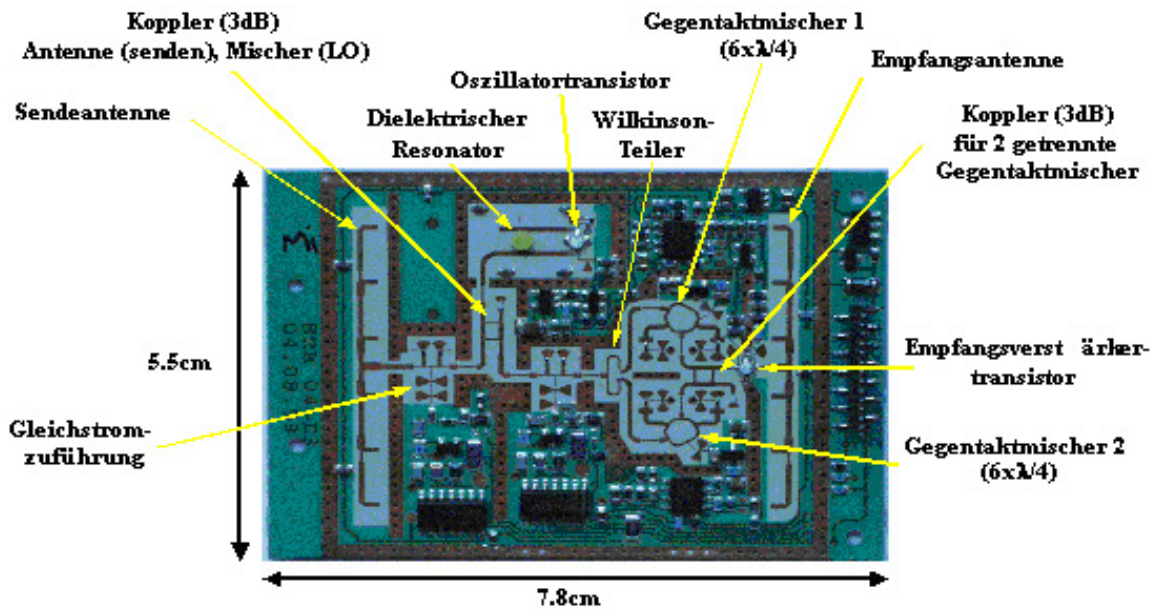 Koppler (3dB)
Antenne (senden), Mischer (LO)
Gegentaktmischer 1
(6xλ/4)
Oszillatortransistor
Empfangsantenne
Sendeantenne
Dielektrischer
Resonator
Wilkinson-
Teiler
Koppler (3dB)
für 2 getrennte
Gegentaktmischer
5.5cm
Empfangsverst ärker-
transistor
Gleichstrom-
zuführung
Gegentaktmischer 2
(6xλ/4)
7.8cm